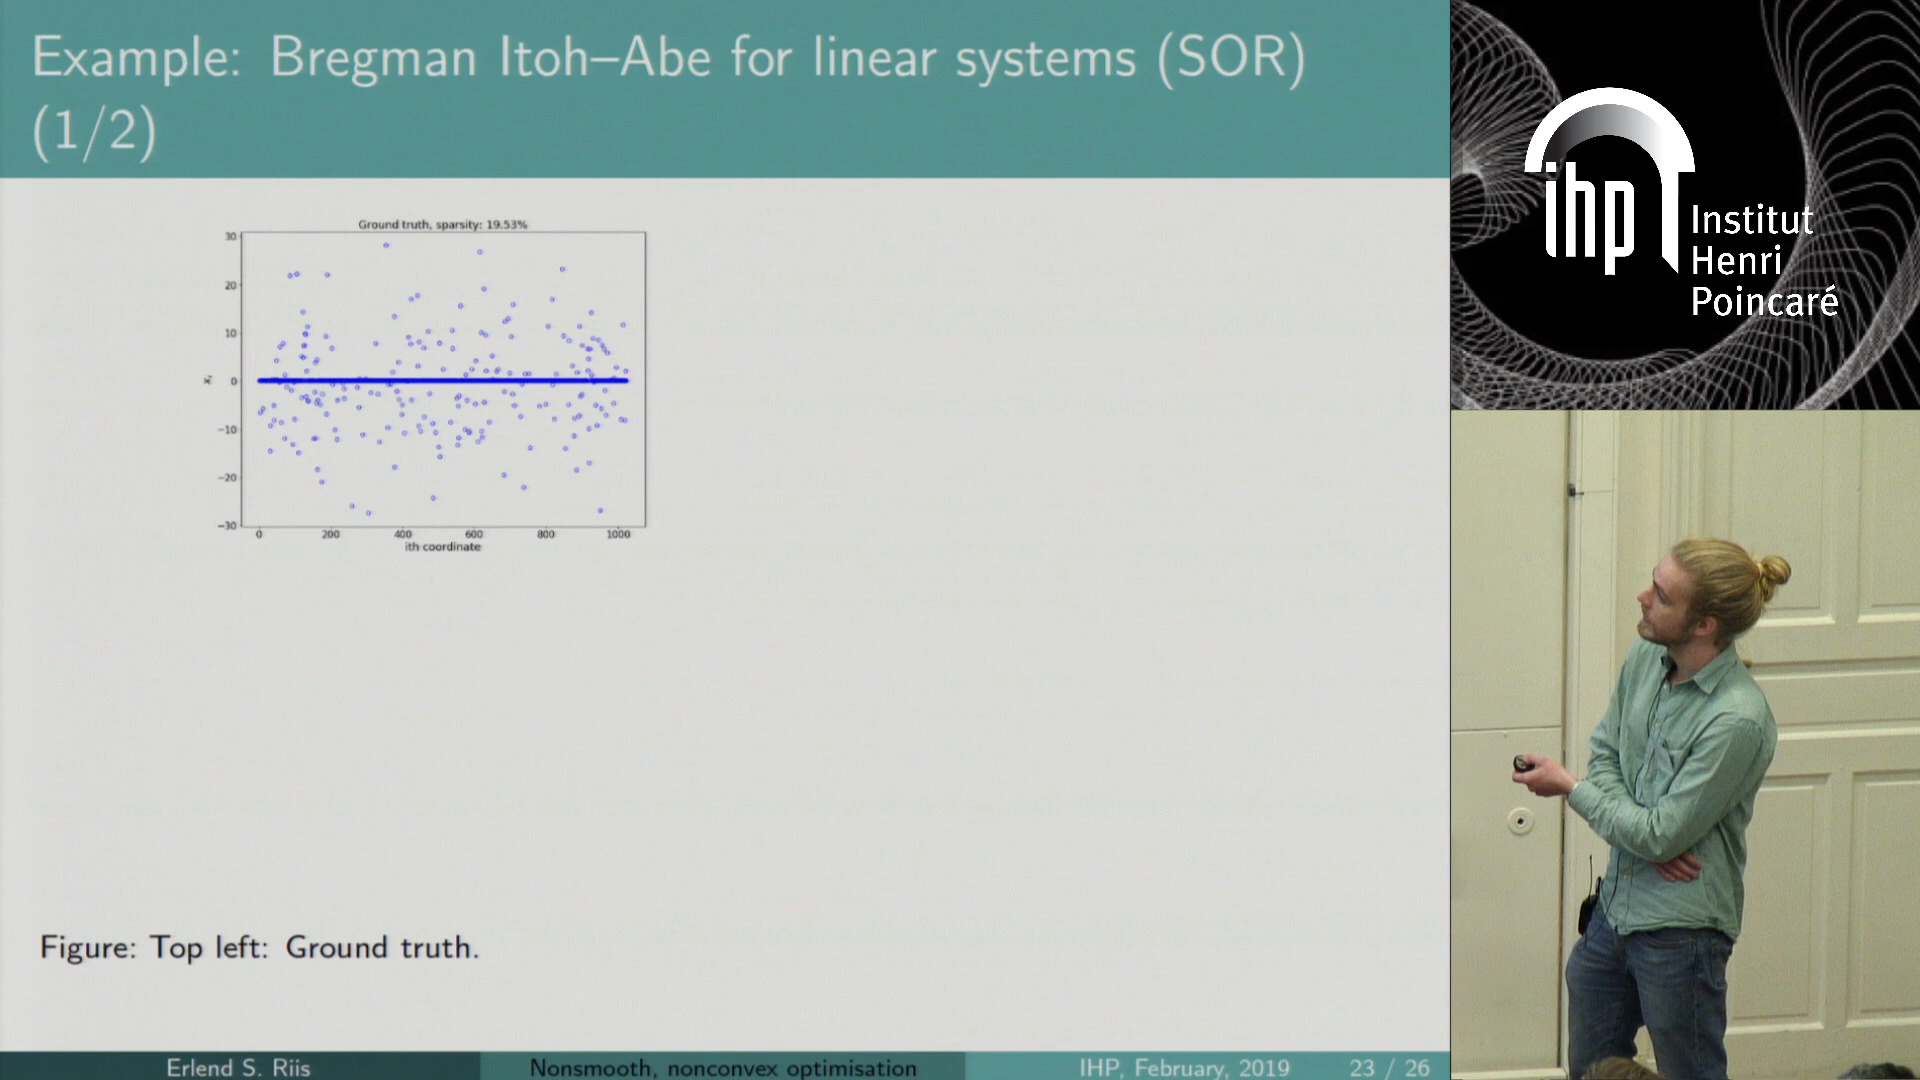 Example: Bregman Itoh–Abe for linear systems (SOR)
(1/2)
Ground truth, sparsity: 19.53%
30
20
10
0
−10
−20
−30
x_i
0 200 400 600 800 1000
ith coordinate
Figure: Top left: Ground truth.
Erlend S. Riis Nonsmooth, nonconvex optimisation IHP, February, 2019 23 / 26
ihp Institut
Henri
Poincaré